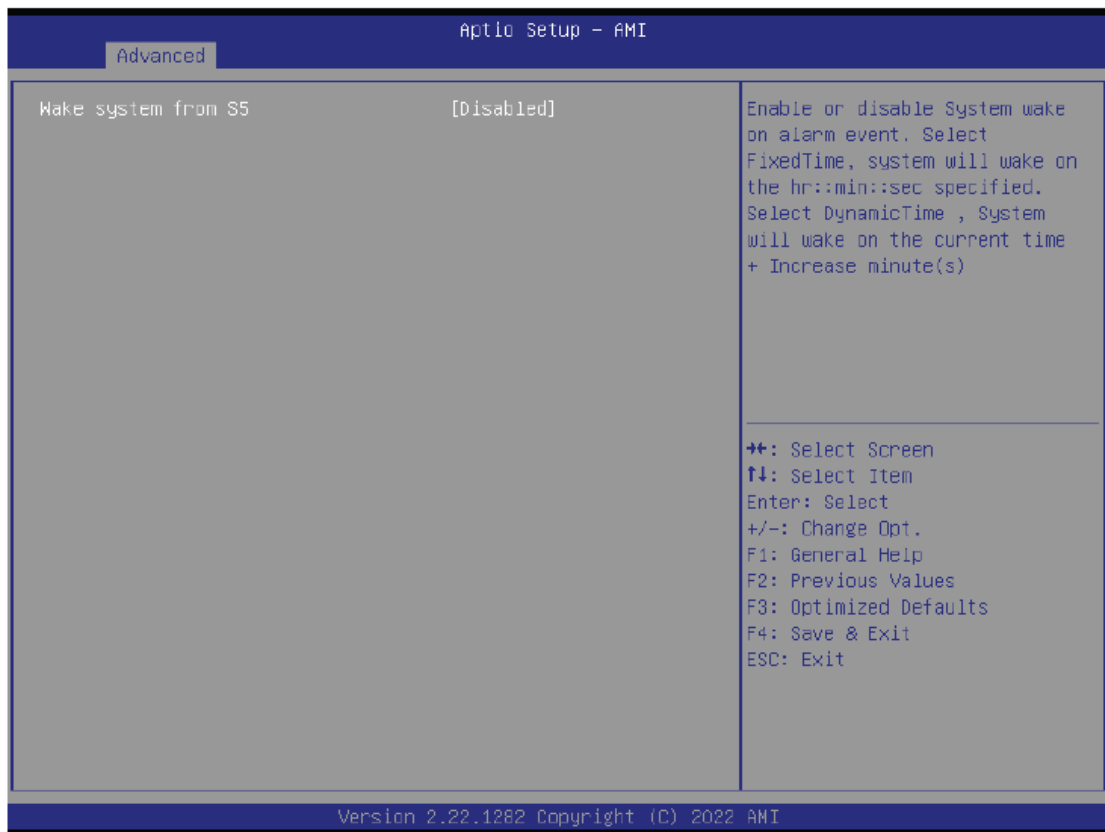 Aptio Setup – AMI
Advanced
Wake system from S5 [Disabled]
Enable or disable System wake
on alarm event. Select
FixedTime, system will wake on
the hr::min::sec specified.
Select DynamicTime , System
will wake on the current time
+ Increase minute(s)
→←: Select Screen
↑↓: Select Item
Enter: Select
+/-: Change Opt.
F1: General Help
F2: Previous Values
F3: Optimized Defaults
F4: Save & Exit
ESC: Exit
Version 2.22.1282 Copyright (C) 2022 AMI